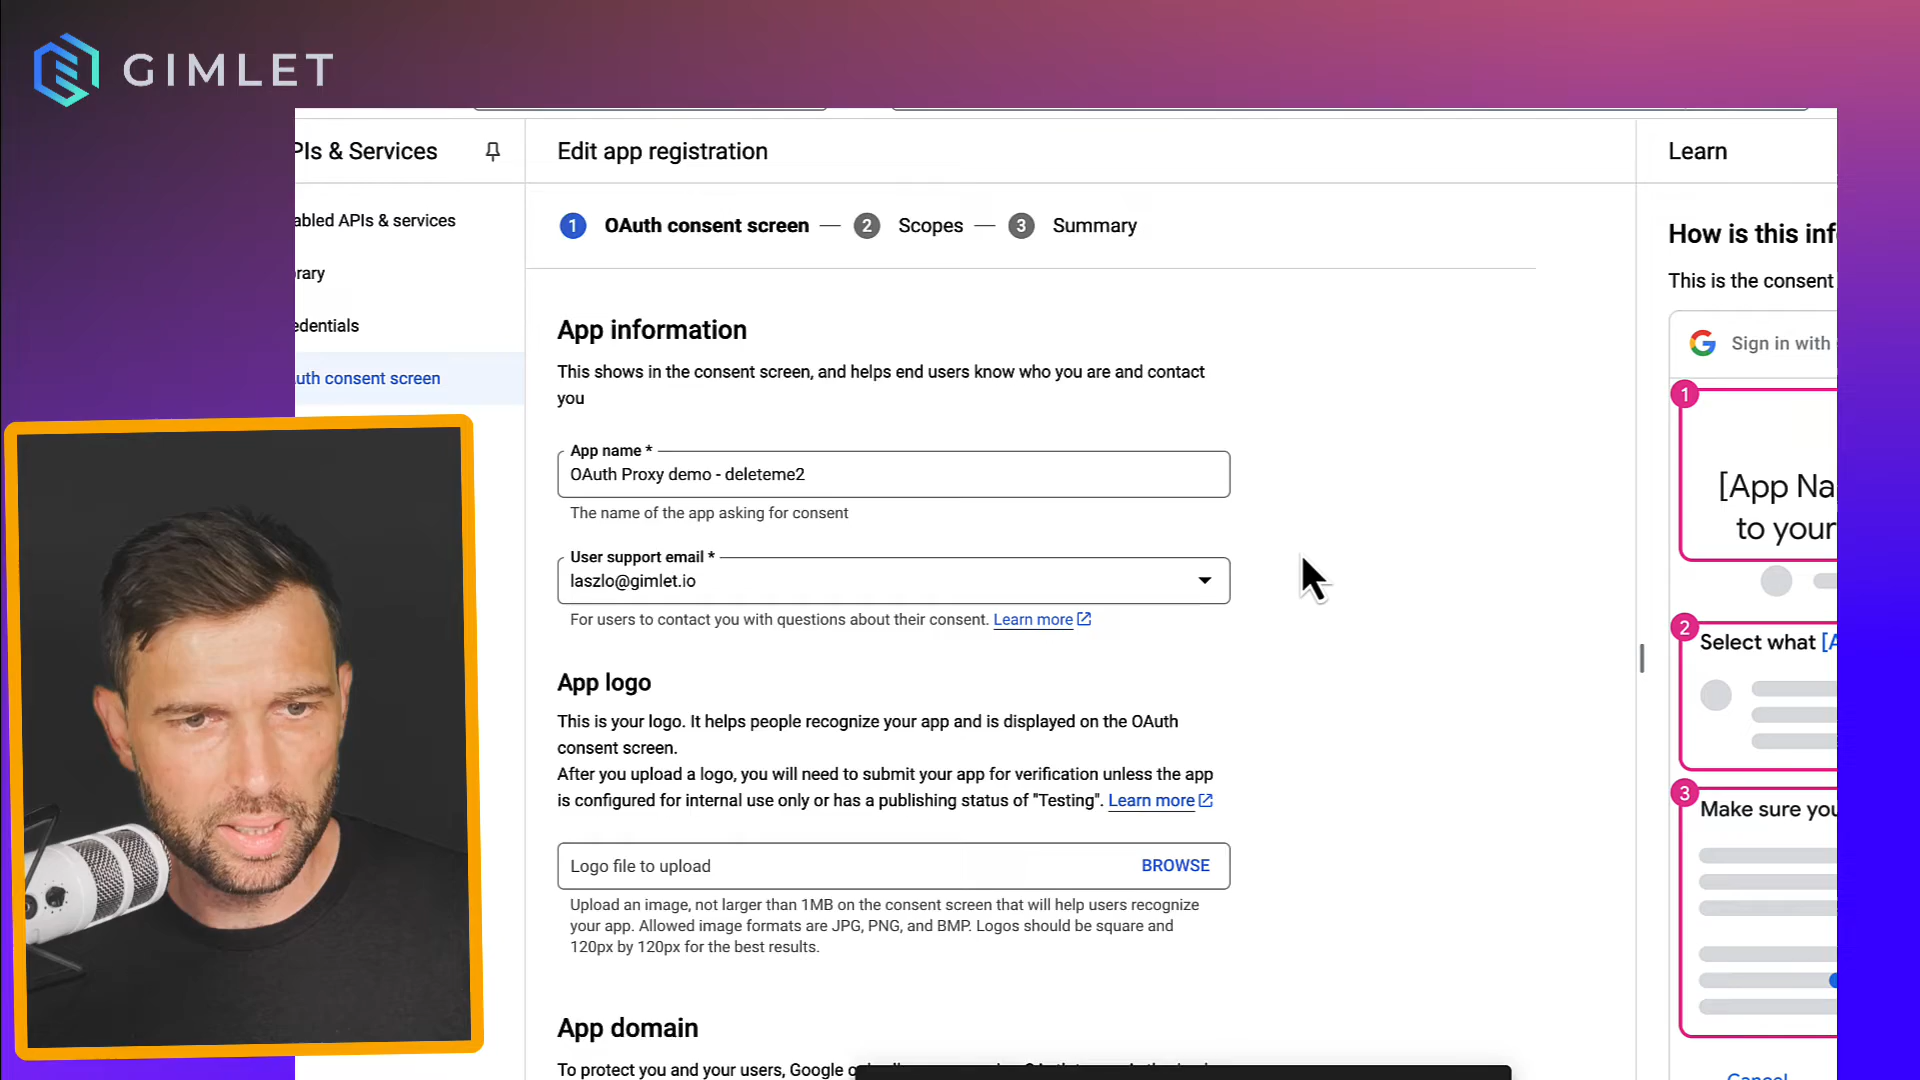 GIMLET
PIs & Services
Edit app registration
Learn
abled APIs & services
1 OAuth consent screen — 2 Scopes — 3 Summary
How is this inf
rary
This is the consent
edentials
App information
Sign in with
uth consent screen
This shows in the consent screen, and helps end users know who you are and contact
you
1
App name *
OAuth Proxy demo - deleteme2
[App Na
The name of the app asking for consent
to your
User support email *
laszlo@gimlet.io
For users to contact you with questions about their consent. Learn more
2
Select what [A
App logo
This is your logo. It helps people recognize your app and is displayed on the OAuth
consent screen.
After you upload a logo, you will need to submit your app for verification unless the app
is configured for internal use only or has a publishing status of "Testing". Learn more
3
Make sure you
Logo file to upload
BROWSE
Upload an image, not larger than 1MB on the consent screen that will help users recognize
your app. Allowed image formats are JPG, PNG, and BMP. Logos should be square and
120px by 120px for the best results.
App domain
To protect you and your users, Google
Cancel